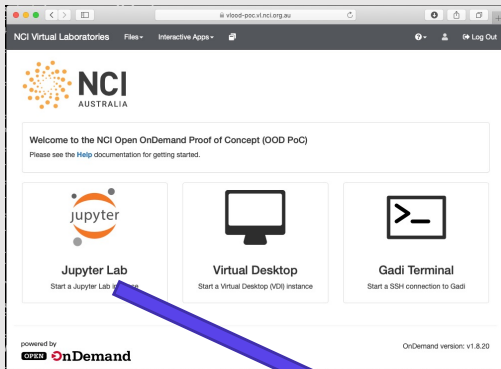 vlood-poc.vl.nci.org.au
NCI Virtual Laboratories Files Interactive Apps ? Log Out
NCI
AUSTRALIA
Welcome to the NCI Open OnDemand Proof of Concept (OOD PoC)
Please see the Help documentation for getting started.
jupyter
>_
Jupyter Lab Virtual Desktop Gadi Terminal
Start a Jupyter Lab Start a Virtual Desktop (VDI) instance Start a SSH connection to Gadi
powered by
OPEN OnDemand
OnDemand version: v1.8.20